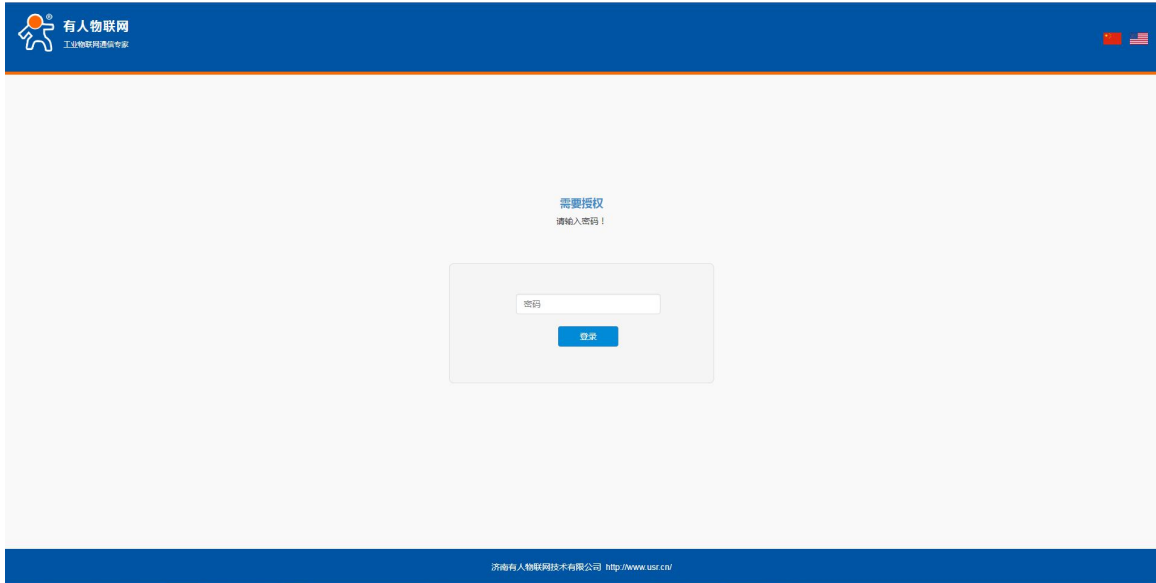 有人物联网
工业物联网通信专家
需要授权
请输入密码！
密码
登录
济南有人物联网技术有限公司 http://www.usr.cn/